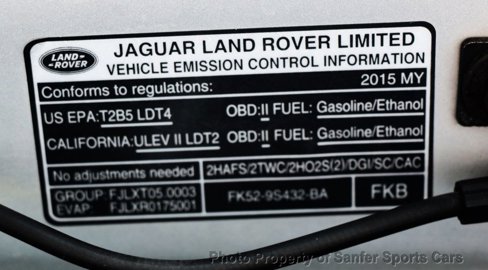 LAND-
ROVER
JAGUAR LAND ROVER LIMITED
VEHICLE EMISSION CONTROL INFORMATION
Conforms to regulations: 2015 MY
US EPA:T2B5 LDT4 OBD:II FUEL: Gasoline/Ethanol
CALIFORNIA:ULEV II LDT2 OBD:II FUEL: Gasoline/Ethanol
No adjustments needed 2HAFS/2TWC/2HO2S(2)/DGI/SC/CAC
GROUP: FJLXT05.0003
EVAP: FJLXR0175001
FK52-9S432-BA FKB
Photo Property of Sanfer Sports Cars